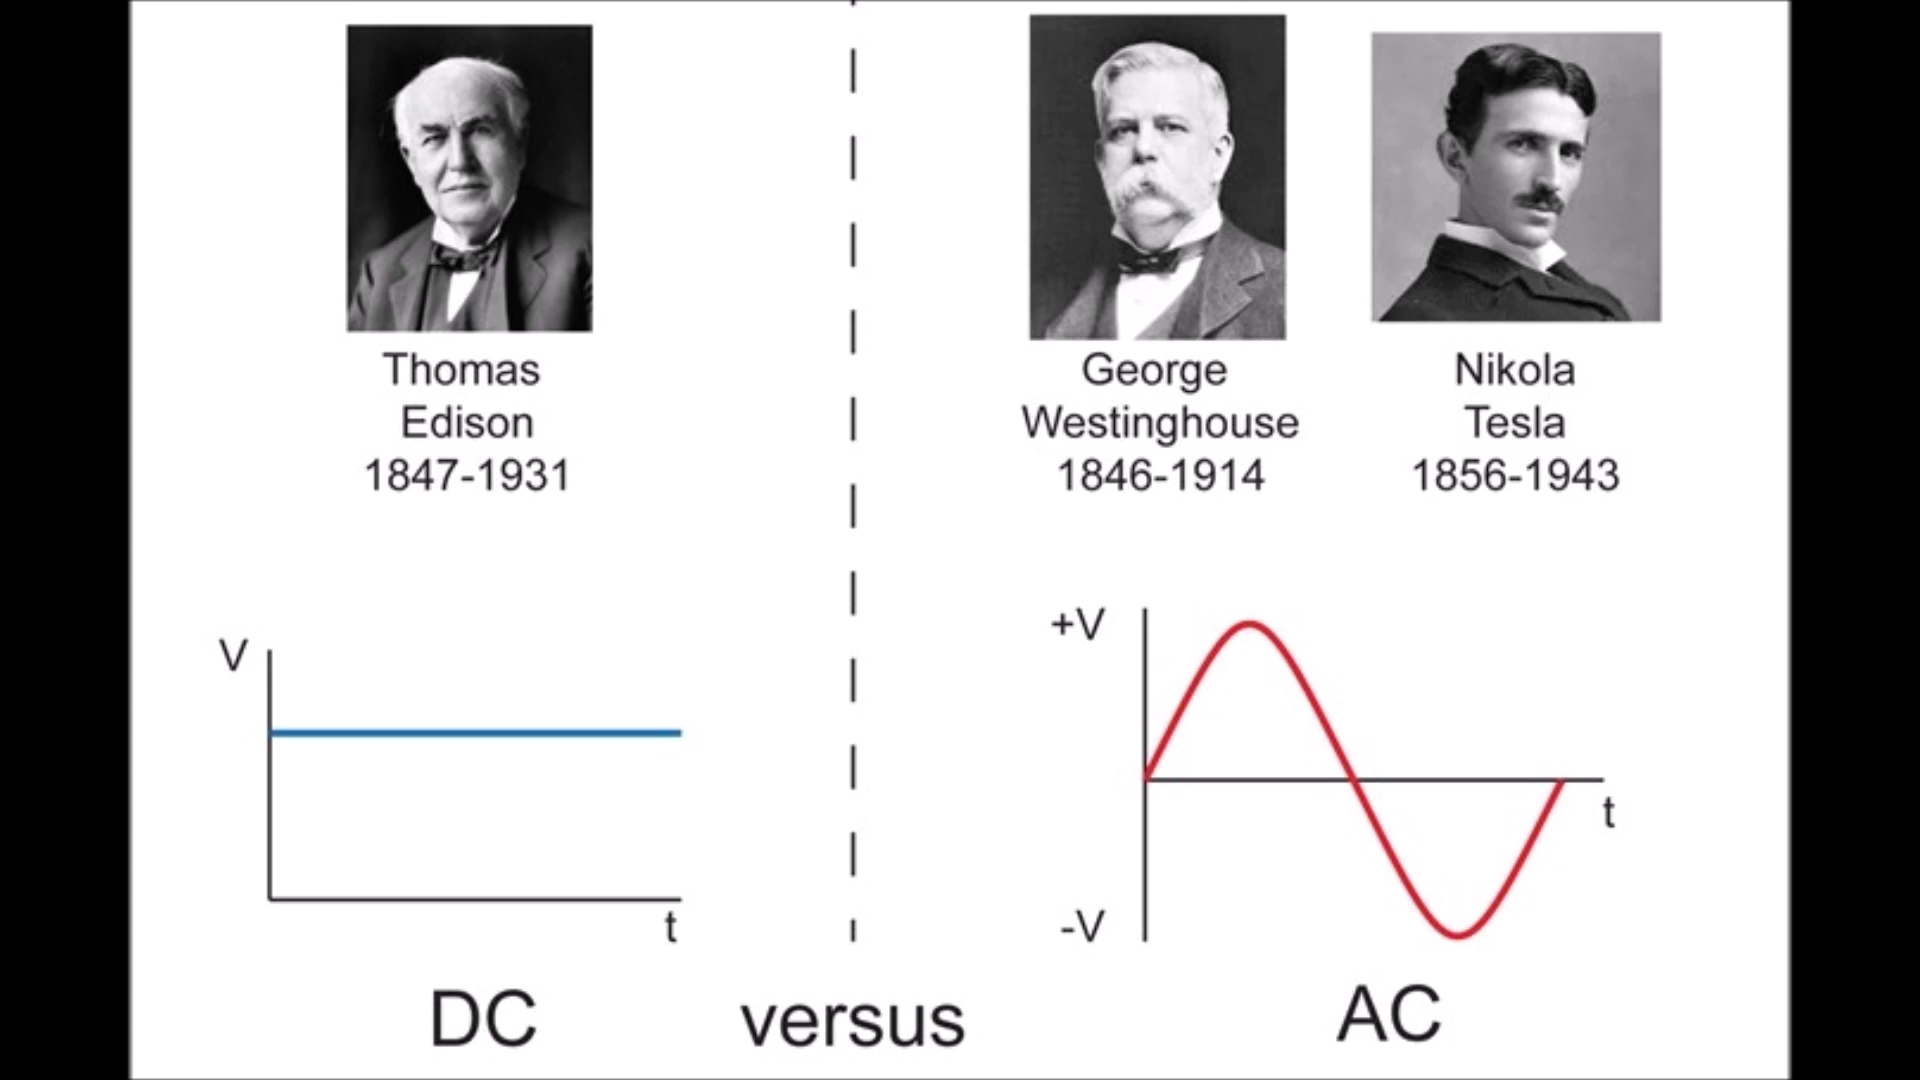 Thomas
Edison
1847-1931
George
Westinghouse
1846-1914
Nikola
Tesla
1856-1943
V
t
+V
-V
t
DC versus AC